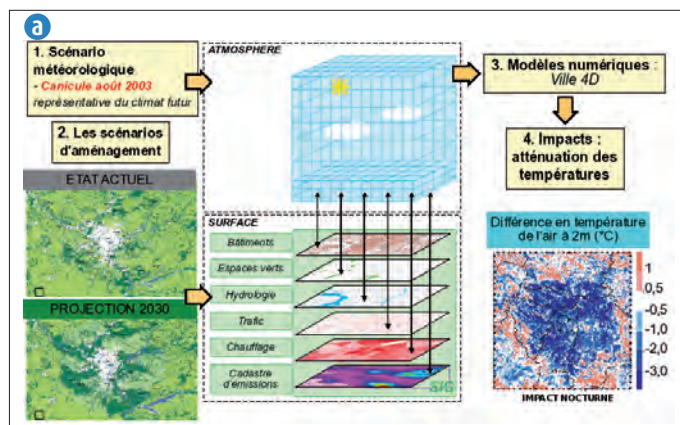 a
1. Scénario
météorologique
- Canicule août 2003
représentative du climat futur
2. Les scénarios
d'aménagement
ETAT ACTUEL
PROJECTION 2030
ATMOSPHERE
SURFACE
Bâtiments
Espaces verts
Hydrologie
Trafic
Chauffage
Cadastre
d'émissions
SIG
3. Modèles numériques :
Ville 4D
4. Impacts :
atténuation des
températures
Différence en température
de l'air à 2m (°C)
1
0,5
-0,5
-1,0
-2,0
-3,0
IMPACT NOCTURNE